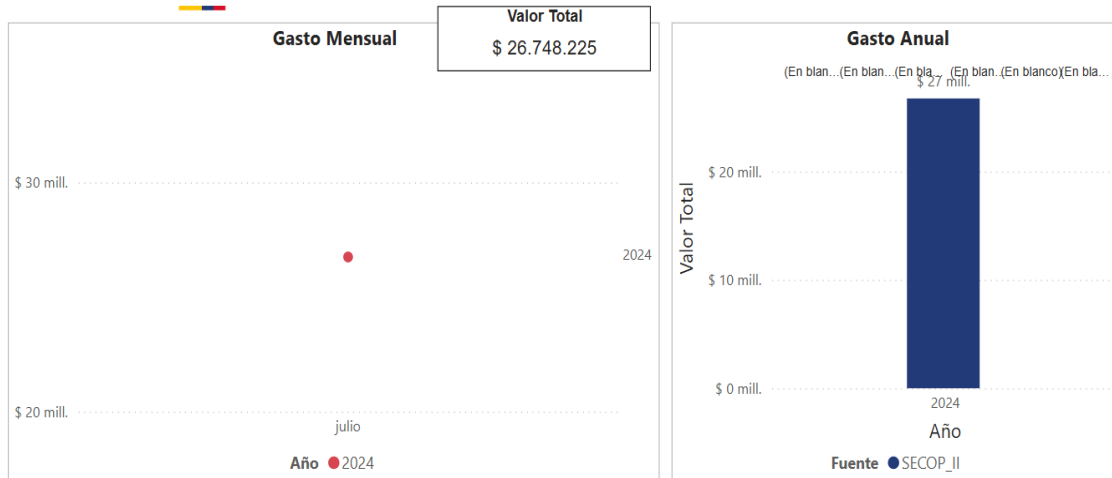 Gasto Mensual
Valor Total
$ 26.748.225
$ 30 mill.
2024
$ 20 mill.
julio
Año 2024
Gasto Anual
(En blan... (En blan... (En bla... (En blan... (En blanco) (En bla...
$ 27 mill.
$ 20 mill.
$ 10 mill.
$ 0 mill.
Valor Total
2024
Año
Fuente SECOP_II